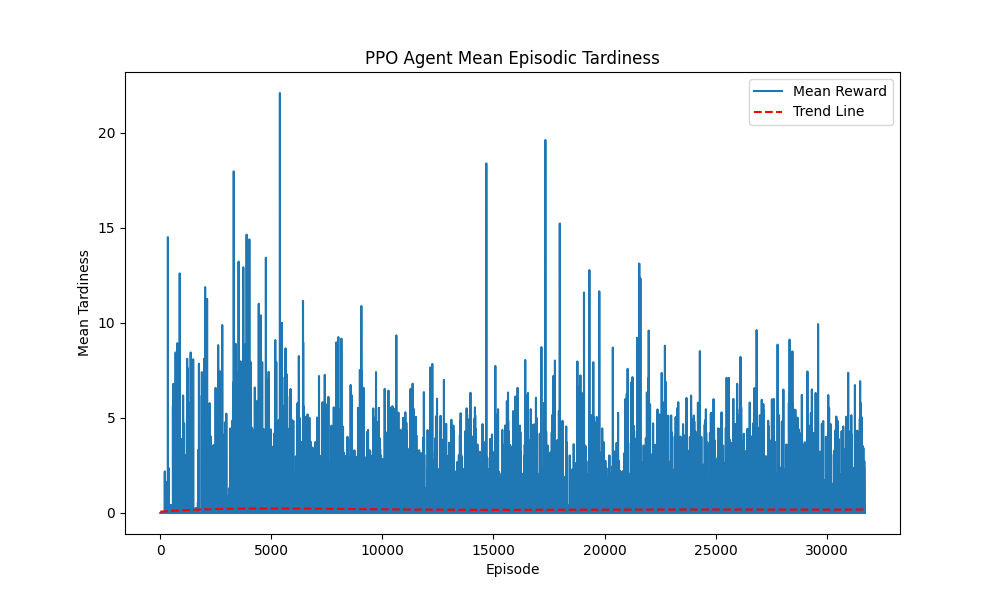 PPO Agent Mean Episodic Tardiness
Mean Reward
Trend Line
Mean Tardiness
20
15
10
5
0
0 5000 10000 15000 20000 25000 30000
Episode